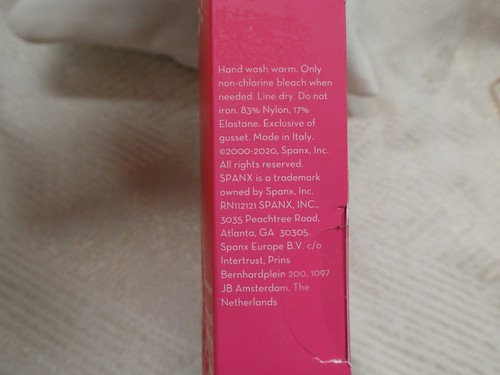 Hand wash warm. Only
non-chlorine bleach when
needed. Line dry. Do not
iron. 83% Nylon, 17%
Elastane. Exclusive of
gusset. Made in Italy.
©2000-2020, Spanx, Inc.
All rights reserved.
SPANX is a trademark
owned by Spanx, Inc.
RN112121 SPANX, INC.,
3035 Peachtree Road,
Atlanta, GA 30305.
Spanx Europe B.V. c/o
Intertrust, Prins
Bernhardplein 200, 1097
JB Amsterdam, The
Netherlands